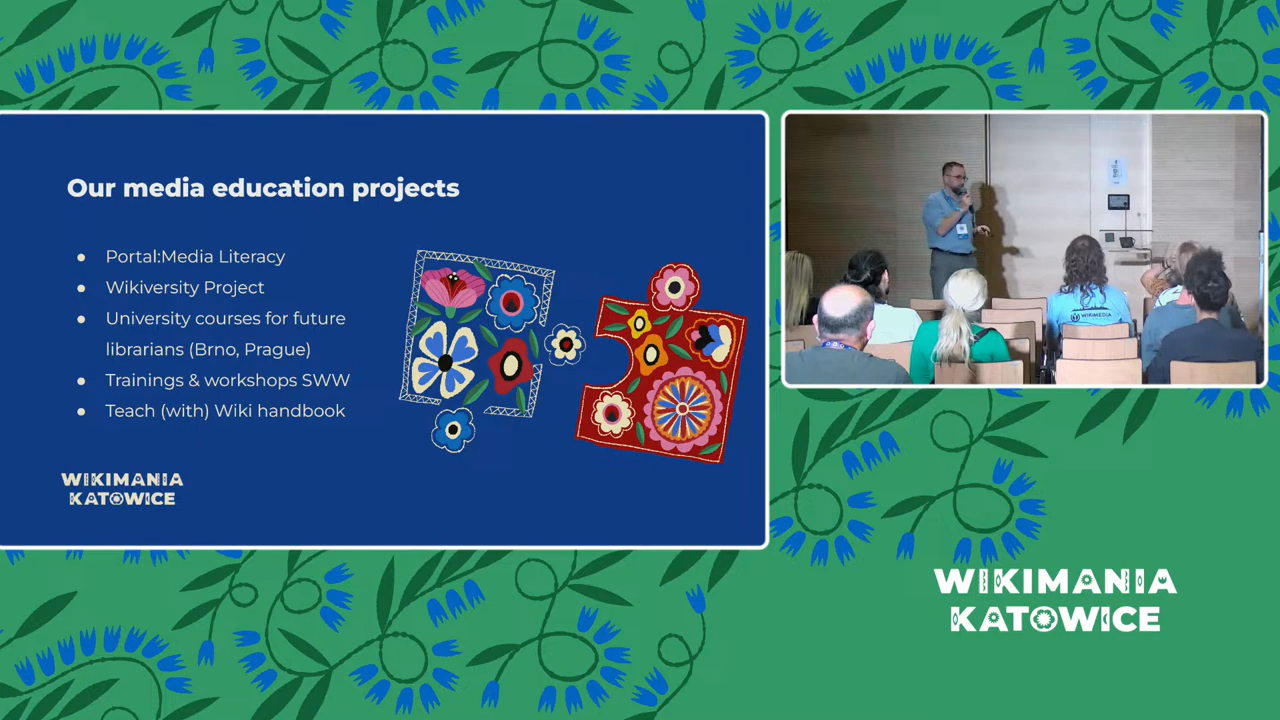 Our media education projects
● Portal:Media Literacy
● Wikiversity Project
● University courses for future
librarians (Brno, Prague)
● Trainings & workshops SWW
● Teach (with) Wiki handbook
WIKIMANIA
KATOWICE
WIKIMEDIA
WIKIMANIA
KATOWICE